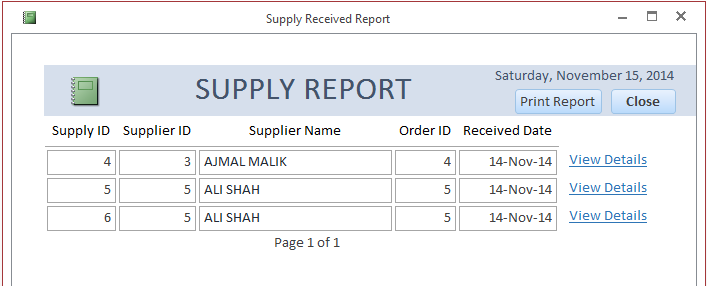 Supply Received Report
Saturday, November 15, 2014
SUPPLY REPORT
Print Report Close
Supply ID Supplier ID Supplier Name Order ID Received Date
4 3 AJMAL MALIK 4 14-Nov-14 View Details
5 5 ALI SHAH 5 14-Nov-14 View Details
6 5 ALI SHAH 5 14-Nov-14 View Details
Page 1 of 1